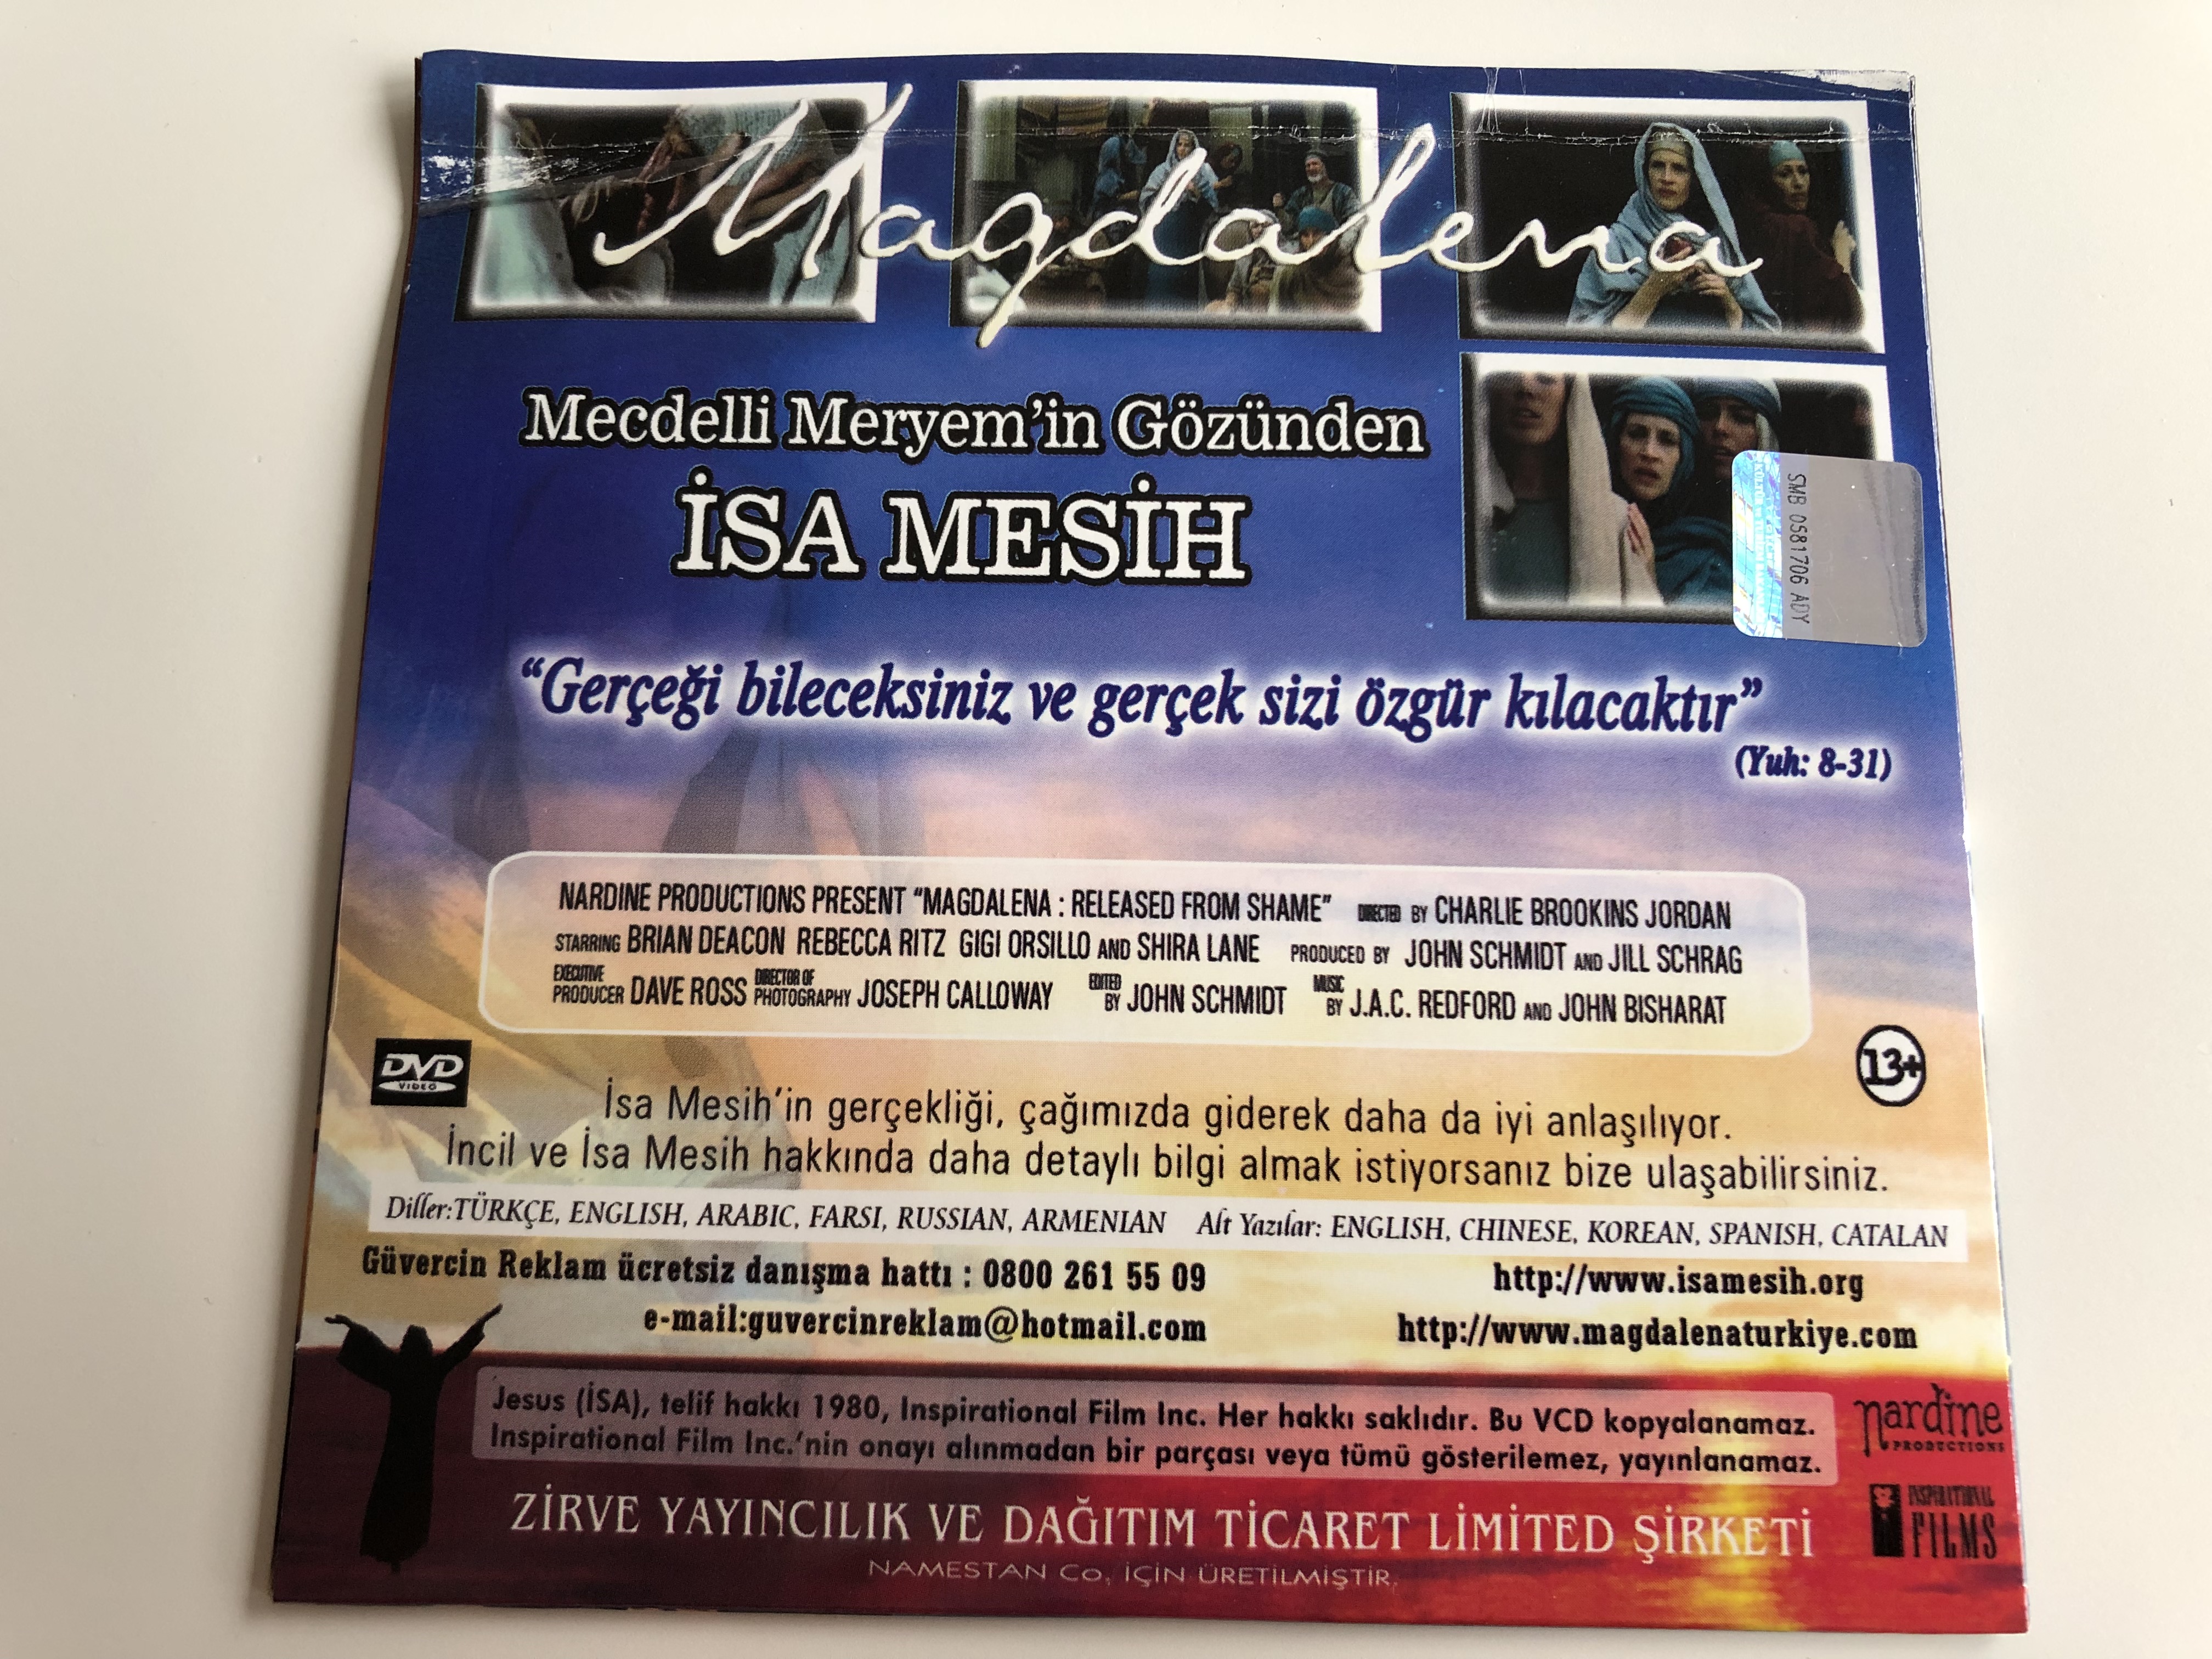 Magdalena
Mecdelli Meryem'in Gözünden
İSA MESİH
SMB 0581706 ADY
"Gerçeği bileceksiniz ve gerçek sizi özgür kılacaktır"
(Yuh: 8-31)
NARDINE PRODUCTIONS PRESENT "MAGDALENA : RELEASED FROM SHAME" DIRECTED BY CHARLIE BROOKINS JORDAN
STARRING BRIAN DEACON REBECCA RITZ GIGI ORSILLO AND SHIRA LANE PRODUCED BY JOHN SCHMIDT AND JILL SCHRAG
EXECUTIVE PRODUCER DAVE ROSS DIRECTOR OF PHOTOGRAPHY JOSEPH CALLOWAY EDITED BY JOHN SCHMIDT MUSIC BY J.A.C. REDFORD AND JOHN BISHARAT
DVD
VIDEO
13+
İsa Mesih'in gerçekliği, çağımızda giderek daha da iyi anlaşılıyor.
İncil ve İsa Mesih hakkında daha detaylı bilgi almak istiyorsanız bize ulaşabilirsiniz.
Diller:TÜRKÇE, ENGLISH, ARABIC, FARSI, RUSSIAN, ARMENIAN Alt Yazılar: ENGLISH, CHINESE, KOREAN, SPANISH, CATALAN
Güvercin Reklam ücretsiz danışma hattı : 0800 261 55 09
http://www.isamesih.org
e-mail:guvercinreklam@hotmail.com
http://www.magdalenaturkiye.com
Jesus (İSA), telif hakkı 1980, Inspirational Film Inc. Her hakkı saklıdır. Bu VCD kopyalanamaz.
Inspirational Film Inc.'nin onayı alınmadan bir parçası veya tümü gösterilemez, yayınlanamaz.
nardine
PRODUCTIONS
INSPIRATIONAL
FILMS
ZİRVE YAYINCILIK VE DAĞITIM TİCARET LİMİTED ŞİRKETİ
NAMESTAN Co, İÇİN ÜRETİLMİŞTİR.